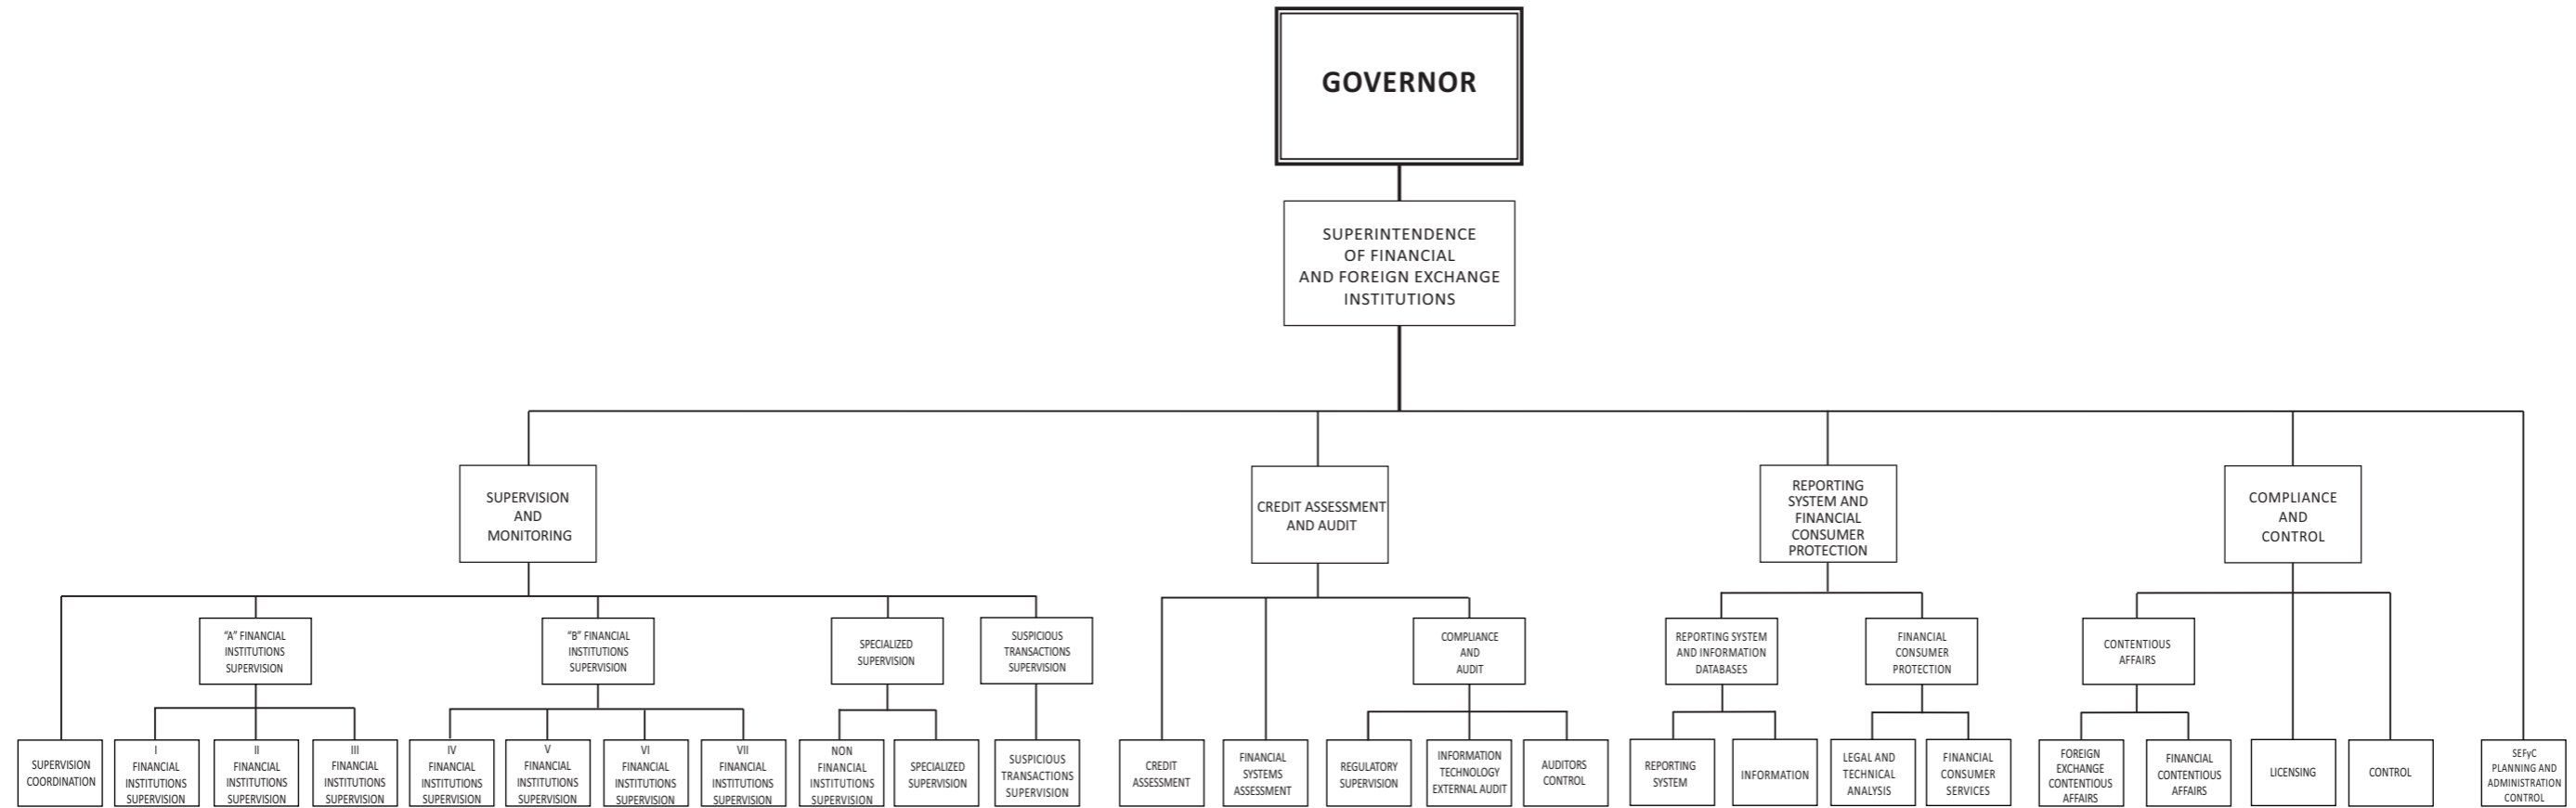 GOVERNOR
SUPERINTENDENCE
OF FINANCIAL
AND FOREIGN EXCHANGE
INSTITUTIONS
SUPERVISION
AND
MONITORING
CREDIT ASSESSMENT
AND AUDIT
REPORTING
SYSTEM AND
FINANCIAL
CONSUMER
PROTECTION
COMPLIANCE
AND
CONTROL
“A” FINANCIAL
INSTITUTIONS
SUPERVISION
“B” FINANCIAL
INSTITUTIONS
SUPERVISION
SPECIALIZED
SUPERVISION
SUSPICIOUS
TRANSACTIONS
SUPERVISION
COMPLIANCE
AND
AUDIT
REPORTING SYSTEM
AND INFORMATION
DATABASES
FINANCIAL
CONSUMER
PROTECTION
CONTENTIOUS
AFFAIRS
SUPERVISION
COORDINATION
I
FINANCIAL
INSTITUTIONS
SUPERVISION
II
FINANCIAL
INSTITUTIONS
SUPERVISION
III
FINANCIAL
INSTITUTIONS
SUPERVISION
IV
FINANCIAL
INSTITUTIONS
SUPERVISION
V
FINANCIAL
INSTITUTIONS
SUPERVISION
VI
FINANCIAL
INSTITUTIONS
SUPERVISION
VII
FINANCIAL
INSTITUTIONS
SUPERVISION
NON
FINANCIAL
INSTITUTIONS
SUPERVISION
SPECIALIZED
SUPERVISION
SUSPICIOUS
TRANSACTIONS
SUPERVISION
CREDIT
ASSESSMENT
FINANCIAL
SYSTEMS
ASSESSMENT
REGULATORY
SUPERVISION
INFORMATION
TECHNOLOGY
EXTERNAL AUDIT
AUDITORS
CONTROL
REPORTING
SYSTEM
INFORMATION
LEGAL AND
TECHNICAL
ANALYSIS
FINANCIAL
CONSUMER
SERVICES
FOREIGN
EXCHANGE
CONTENTIOUS
AFFAIRS
FINANCIAL
CONTENTIOUS
AFFAIRS
LICENSING
CONTROL
SEFyC
PLANNING AND
ADMINISTRATION
CONTROL